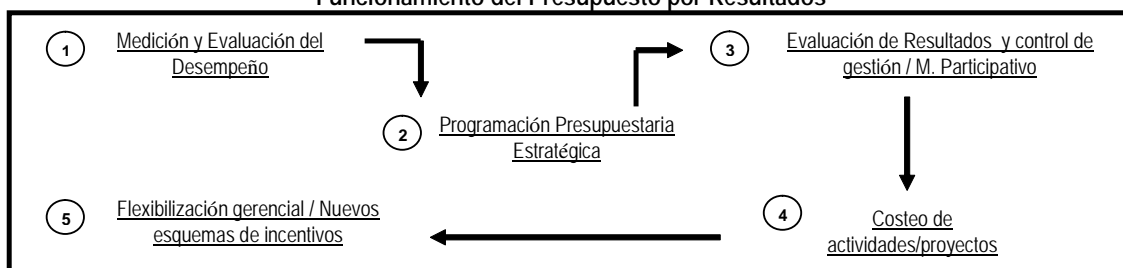 Funcionamiento del Presupuesto por Resultados
1
Medición y Evaluación del
Desempeño
2
Programación Presupuestaria
Estratégica
3
Evaluación de Resultados y control de
gestión / M. Participativo
4
Costeo de
actividades/proyectos
5
Flexibilización gerencial / Nuevos
esquemas de incentivos